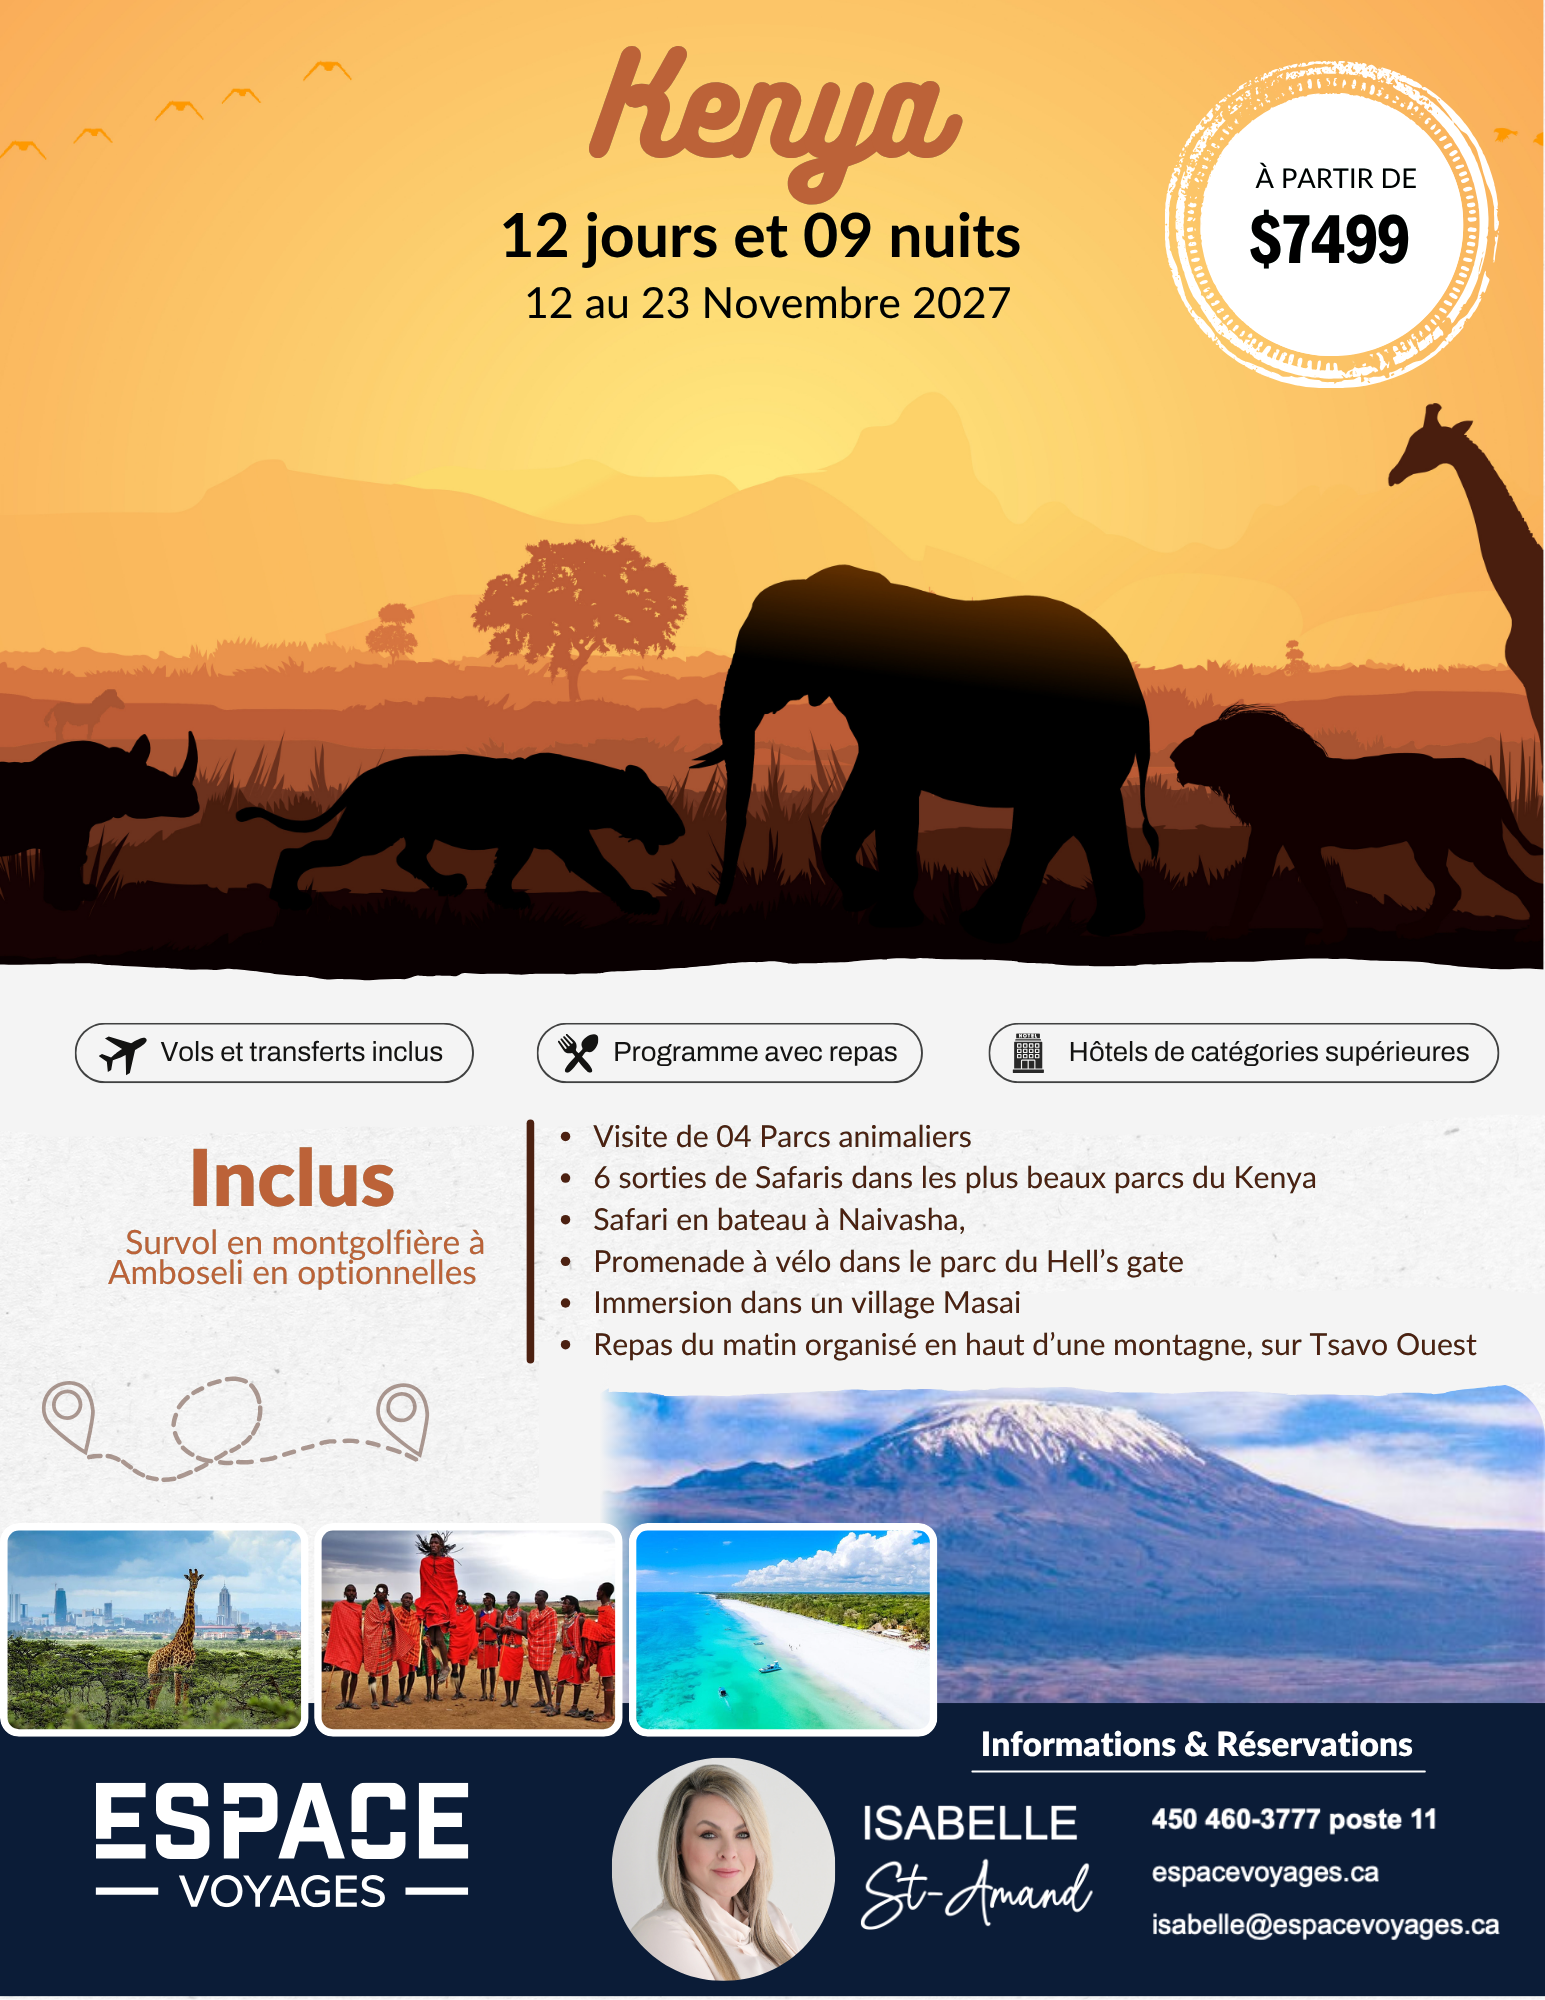 Kenya
12 jours et 09 nuits
12 au 23 Novembre 2027
À PARTIR DE
$7499
Vols et transferts inclus
Programme avec repas
HOTEL
Hôtels de catégories supérieures
Inclus
Survol en montgolfière à
Amboseli en optionnelles
• Visite de 04 Parcs animaliers
• 6 sorties de Safaris dans les plus beaux parcs du Kenya
• Safari en bateau à Naivasha,
• Promenade à vélo dans le parc du Hell’s gate
• Immersion dans un village Masai
• Repas du matin organisé en haut d’une montagne, sur Tsavo Ouest
Informations & Réservations
ESPACE
VOYAGES
ISABELLE
St-Amand
450 460-3777 poste 11
espacevoyages.ca
isabelle@espacevoyages.ca